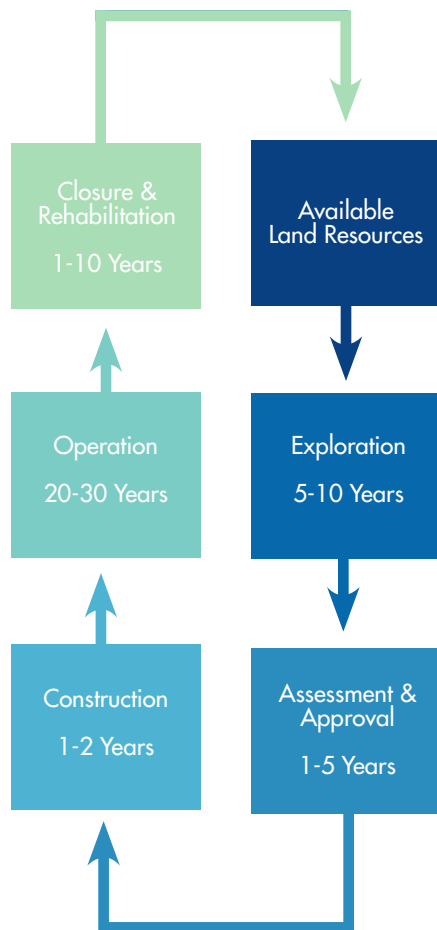 Available
Land Resources
Exploration
5-10 Years
Assessment &
Approval
1-5 Years
Construction
1-2 Years
Operation
20-30 Years
Closure &
Rehabilitation
1-10 Years